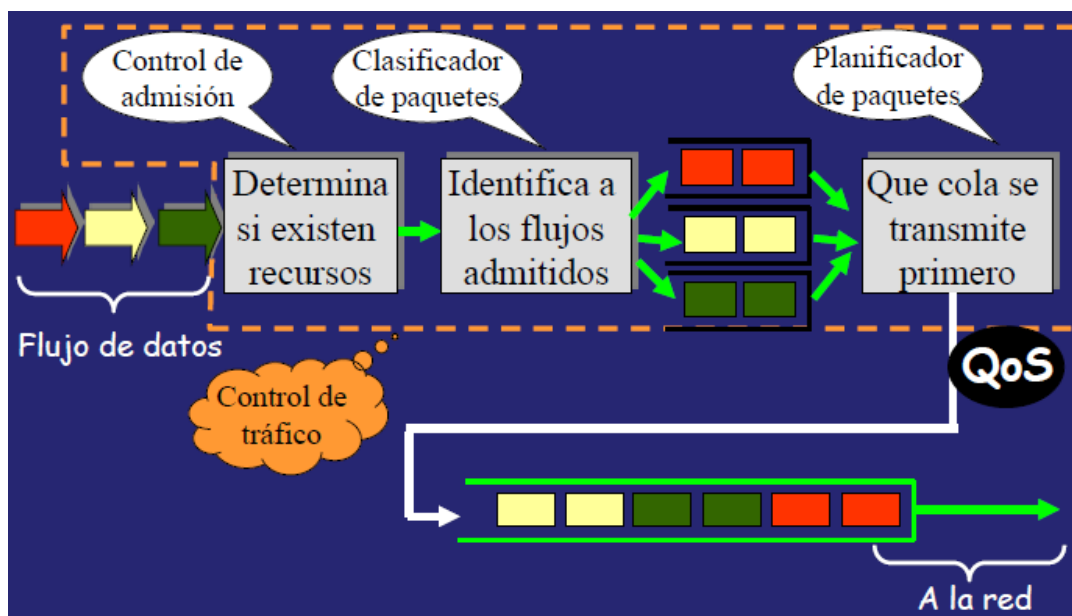 Control de
admisión
Clasificador
de paquetes
Planificador
de paquetes
Determina
si existen
recursos
Identifica a
los flujos
admitidos
Que cola se
transmite
primero
Flujo de datos
Control de
tráfico
QoS
A la red